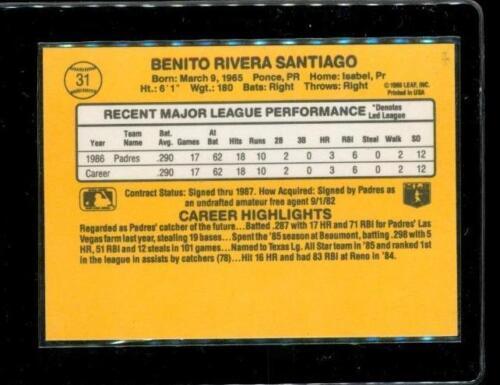 31
BENITO RIVERA SANTIAGO
Born: March 9, 1965 Ponce, PR Home: Isabel, Pr
Ht.: 6'1" Wgt.: 180 Bats: Right Throws: Right
©1986 LEAF, INC.
Printed in USA
RECENT MAJOR LEAGUE PERFORMANCE *Denotes Led League
Year Team Name Bat. Avg. Games At Bat Hits Runs 2B 3B HR RBI Steal Walk SO
1986 Padres .290 17 62 18 10 2 0 3 6 0 2 12
Career .290 17 62 18 10 2 0 3 6 0 2 12
Contract Status: Signed thru 1987. How Acquired: Signed by Padres as
an undrafted amateur free agent 9/1/82
CAREER HIGHLIGHTS
Regarded as Padres' catcher of the future...Batted .287 with 17 HR and 71 RBI for Padres' Las
Vegas farm last year, stealing 19 bases...Spent the '85 season at Beaumont, batting .298 with 5
HR, 51 RBI and 12 steals in 101 games...Named to Texas Lg. All Star team in '85 and ranked 1st
in the league in assists by catchers (78)...Hit 16 HR and had 83 RBI at Reno in '84.